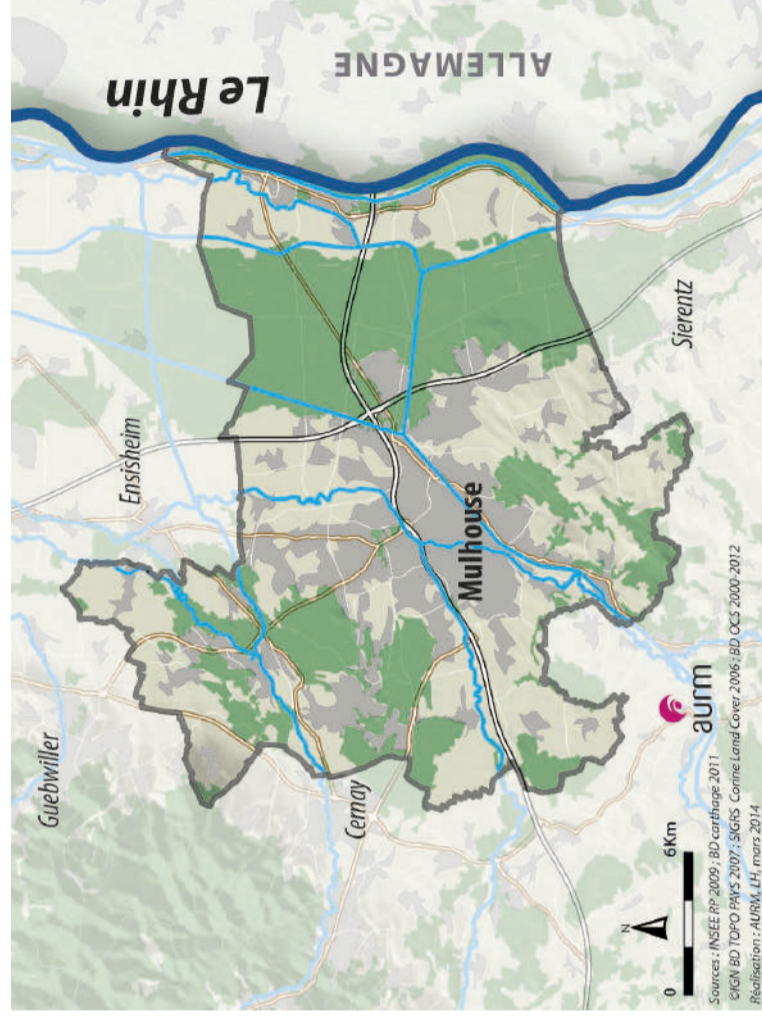 Guebwiller
Ensisheim
Le Rhin
ALLEMAGNE
Cernay
Mulhouse
Sierentz
N
0
6Km
aurm
Sources : INSEE RP 2009 ; BD carthage 2011
©IGN BD TOPO PAYS 2007 ; SIGRS Corine Land Cover 2006 ; BD OCS 2000-2012
Réalisation : AURM, LH, mars 2014